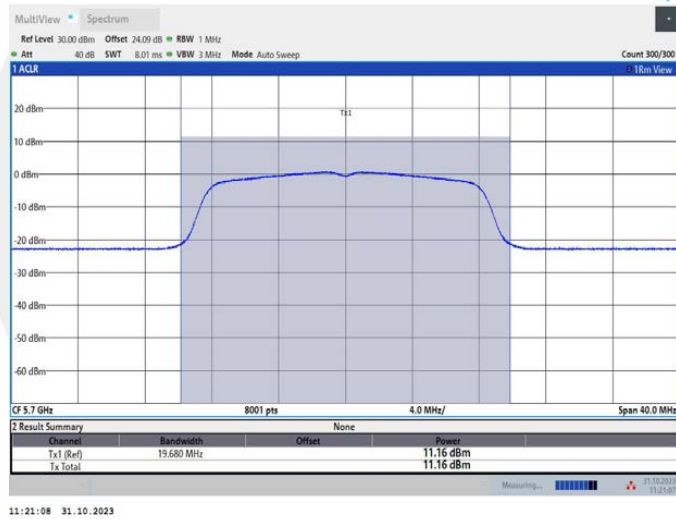 MultiView Spectrum
Ref Level 30.00 dBm Offset 24.09 dB RBW 1 MHz
Att 40 dB SWT 8.01 ms VBW 3 MHz Mode Auto Sweep Count 300/300
1 ACLR 1Rm View
Tx1
20 dBm
10 dBm
0 dBm
-10 dBm
-20 dBm
-30 dBm
-40 dBm
-50 dBm
-60 dBm
CF 5.7 GHz 8001 pts 4.0 MHz/ Span 40.0 MHz
2 Result Summary None
Channel Bandwidth Offset Power
Tx1 (Ref) 19.680 MHz 11.16 dBm
Tx Total 11.16 dBm
Measuring... 31.10.2023
11:21:07
11:21:08 31.10.2023